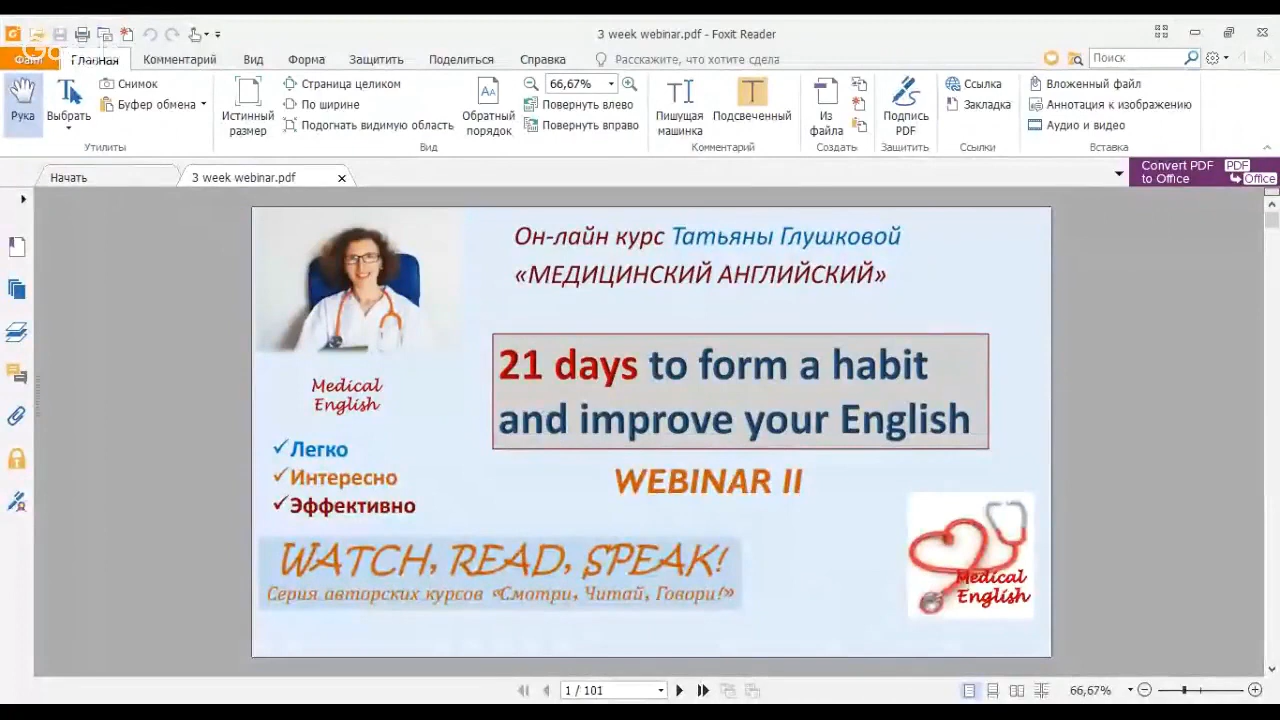 3 week webinar.pdf - Foxit Reader
Файл Главная Комментарий Вид Форма Защитить Поделиться Справка Расскажите, что хотите сделать Поиск
Рука
Выбрать
Снимок
Буфер обмена
Утилиты
Истинный размер
Страница целиком
По ширине
Подогнать видимую область
Обратный порядок
66,67%
Повернуть влево
Повернуть вправо
Вид
Пишущая машинка
Подсвеченный
Комментарий
Из файла
Создать
Подпись PDF
Защитить
Ссылка
Закладка
Ссылки
Вложенный файл
Аннотация к изображению
Аудио и видео
Вставка
Начать
3 week webinar.pdf
Convert PDF to Office
PDF
Office
Он-лайн курс Татьяны Глушковой
«МЕДИЦИНСКИЙ АНГЛИЙСКИЙ»
21 days to form a habit
and improve your English
WEBINAR II
Medical
English
Легко
Интересно
Эффективно
WATCH, READ, SPEAK!
Серия авторских курсов «Смотри, Читай, Говори!»
Medical
English
1 / 101
66,67%